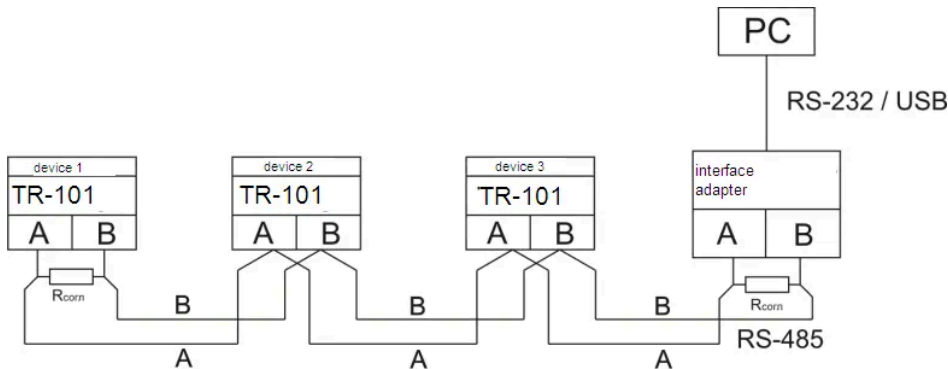 PC
RS-232 / USB
device 1
TR-101
A B
Rcorn
device 2
TR-101
A B
device 3
TR-101
A B
interface
adapter
A B
Rcorn
B
A
B
A
B
A
RS-485